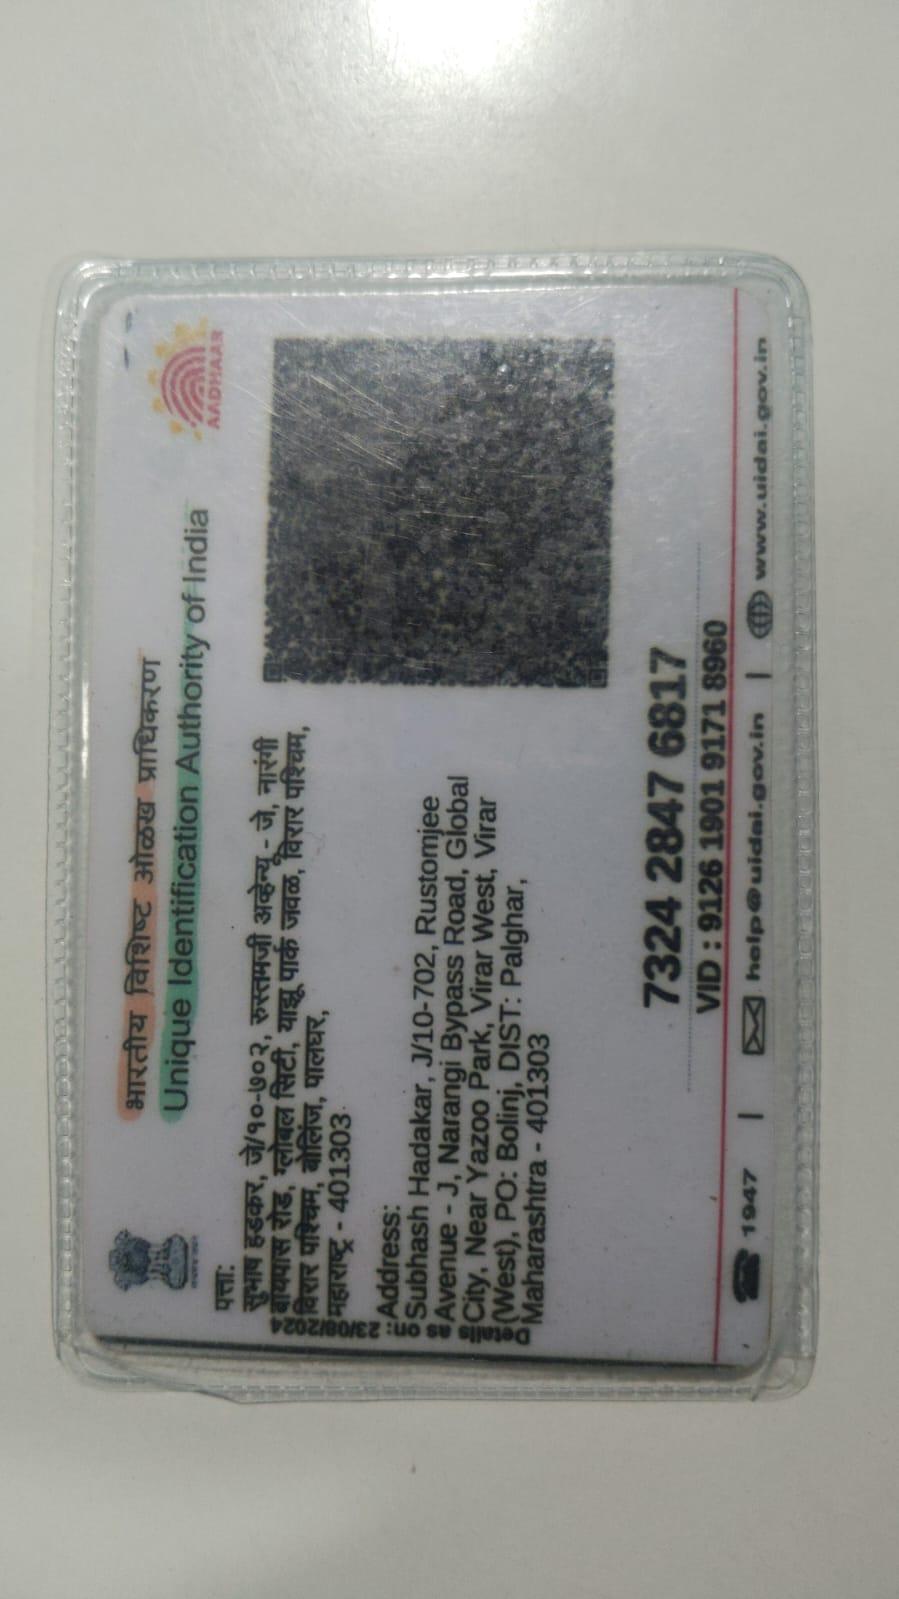 भारतीय विशिष्ट ओळख प्राधिकरण
Unique Identification Authority of India
AADHAAR
पत्ता:
सुभाष हडकर, जे/१०-७०२, रुस्तमजी अव्हेन्यू - जे, नारंगी
बायपास रोड, ग्लोबल सिटी, याझू पार्क जवळ, विरार पश्चिम,
विरार पश्चिम, बोलिंज, पालघर,
महाराष्ट्र - 401303
Address:
Subhash Hadakar, J/10-702, Rustomjee
Avenue - J, Narangi Bypass Road, Global
City, Near Yazoo Park, Virar West, Virar
(West), PO: Bolinj, DIST: Palghar,
Maharashtra - 401303
Details as on: 23/08/2024
7324 2847 6817
VID : 9126 1901 9171 8960
1947 | help@uidai.gov.in | www.uidai.gov.in